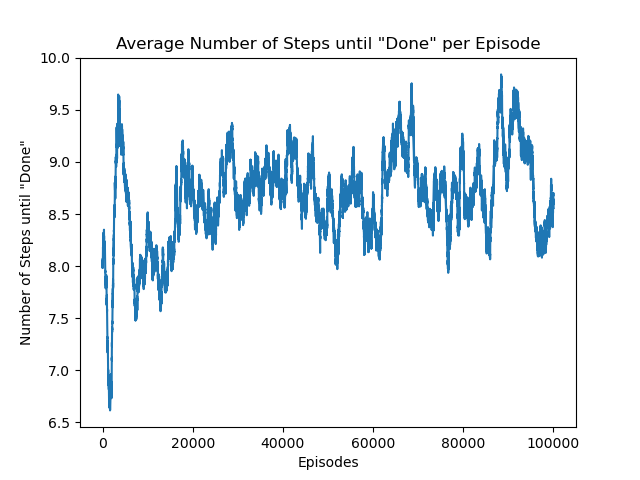 Average Number of Steps until "Done" per Episode
10.0
9.5
9.0
8.5
8.0
7.5
7.0
6.5
Number of Steps until "Done"
0 20000 40000 60000 80000 100000
Episodes